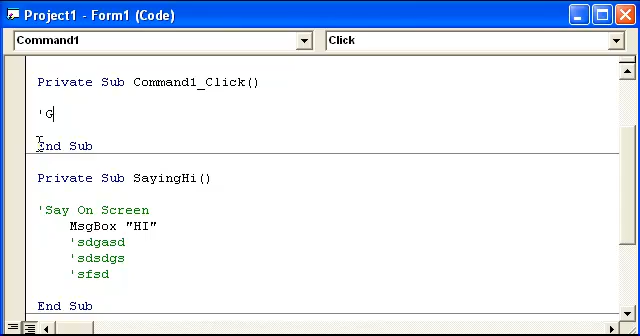 Project1 - Form1 (Code)
Command1 Click
Private Sub Command1_Click()
'G
End Sub
Private Sub SayingHi()
'Say On Screen
MsgBox "HI"
'sdgasd
'sdsdgs
'sfsd
End Sub